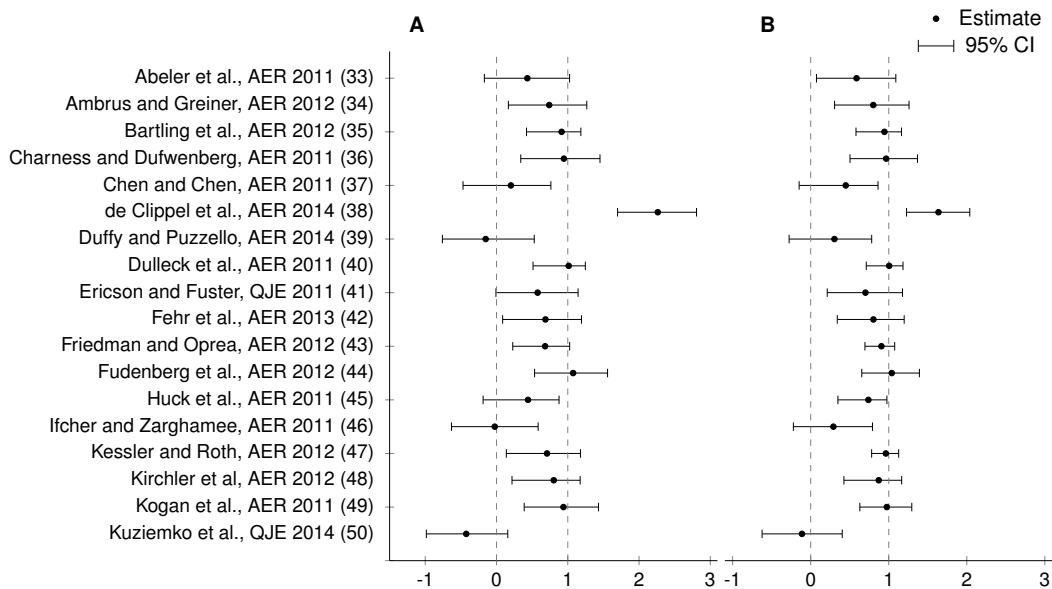 A
B
Estimate
95% CI
Abeler et al., AER 2011 (33)
Ambrus and Greiner, AER 2012 (34)
Bartling et al., AER 2012 (35)
Charness and Dufwenberg, AER 2011 (36)
Chen and Chen, AER 2011 (37)
de Clippel et al., AER 2014 (38)
Duffy and Puzzello, AER 2014 (39)
Dulleck et al., AER 2011 (40)
Ericson and Fuster, QJE 2011 (41)
Fehr et al., AER 2013 (42)
Friedman and Oprea, AER 2012 (43)
Fudenberg et al., AER 2012 (44)
Huck et al., AER 2011 (45)
Ifcher and Zarghamee, AER 2011 (46)
Kessler and Roth, AER 2012 (47)
Kirchler et al, AER 2012 (48)
Kogan et al., AER 2011 (49)
Kuziemko et al., QJE 2014 (50)
-1 0 1 2 3
-1 0 1 2 3